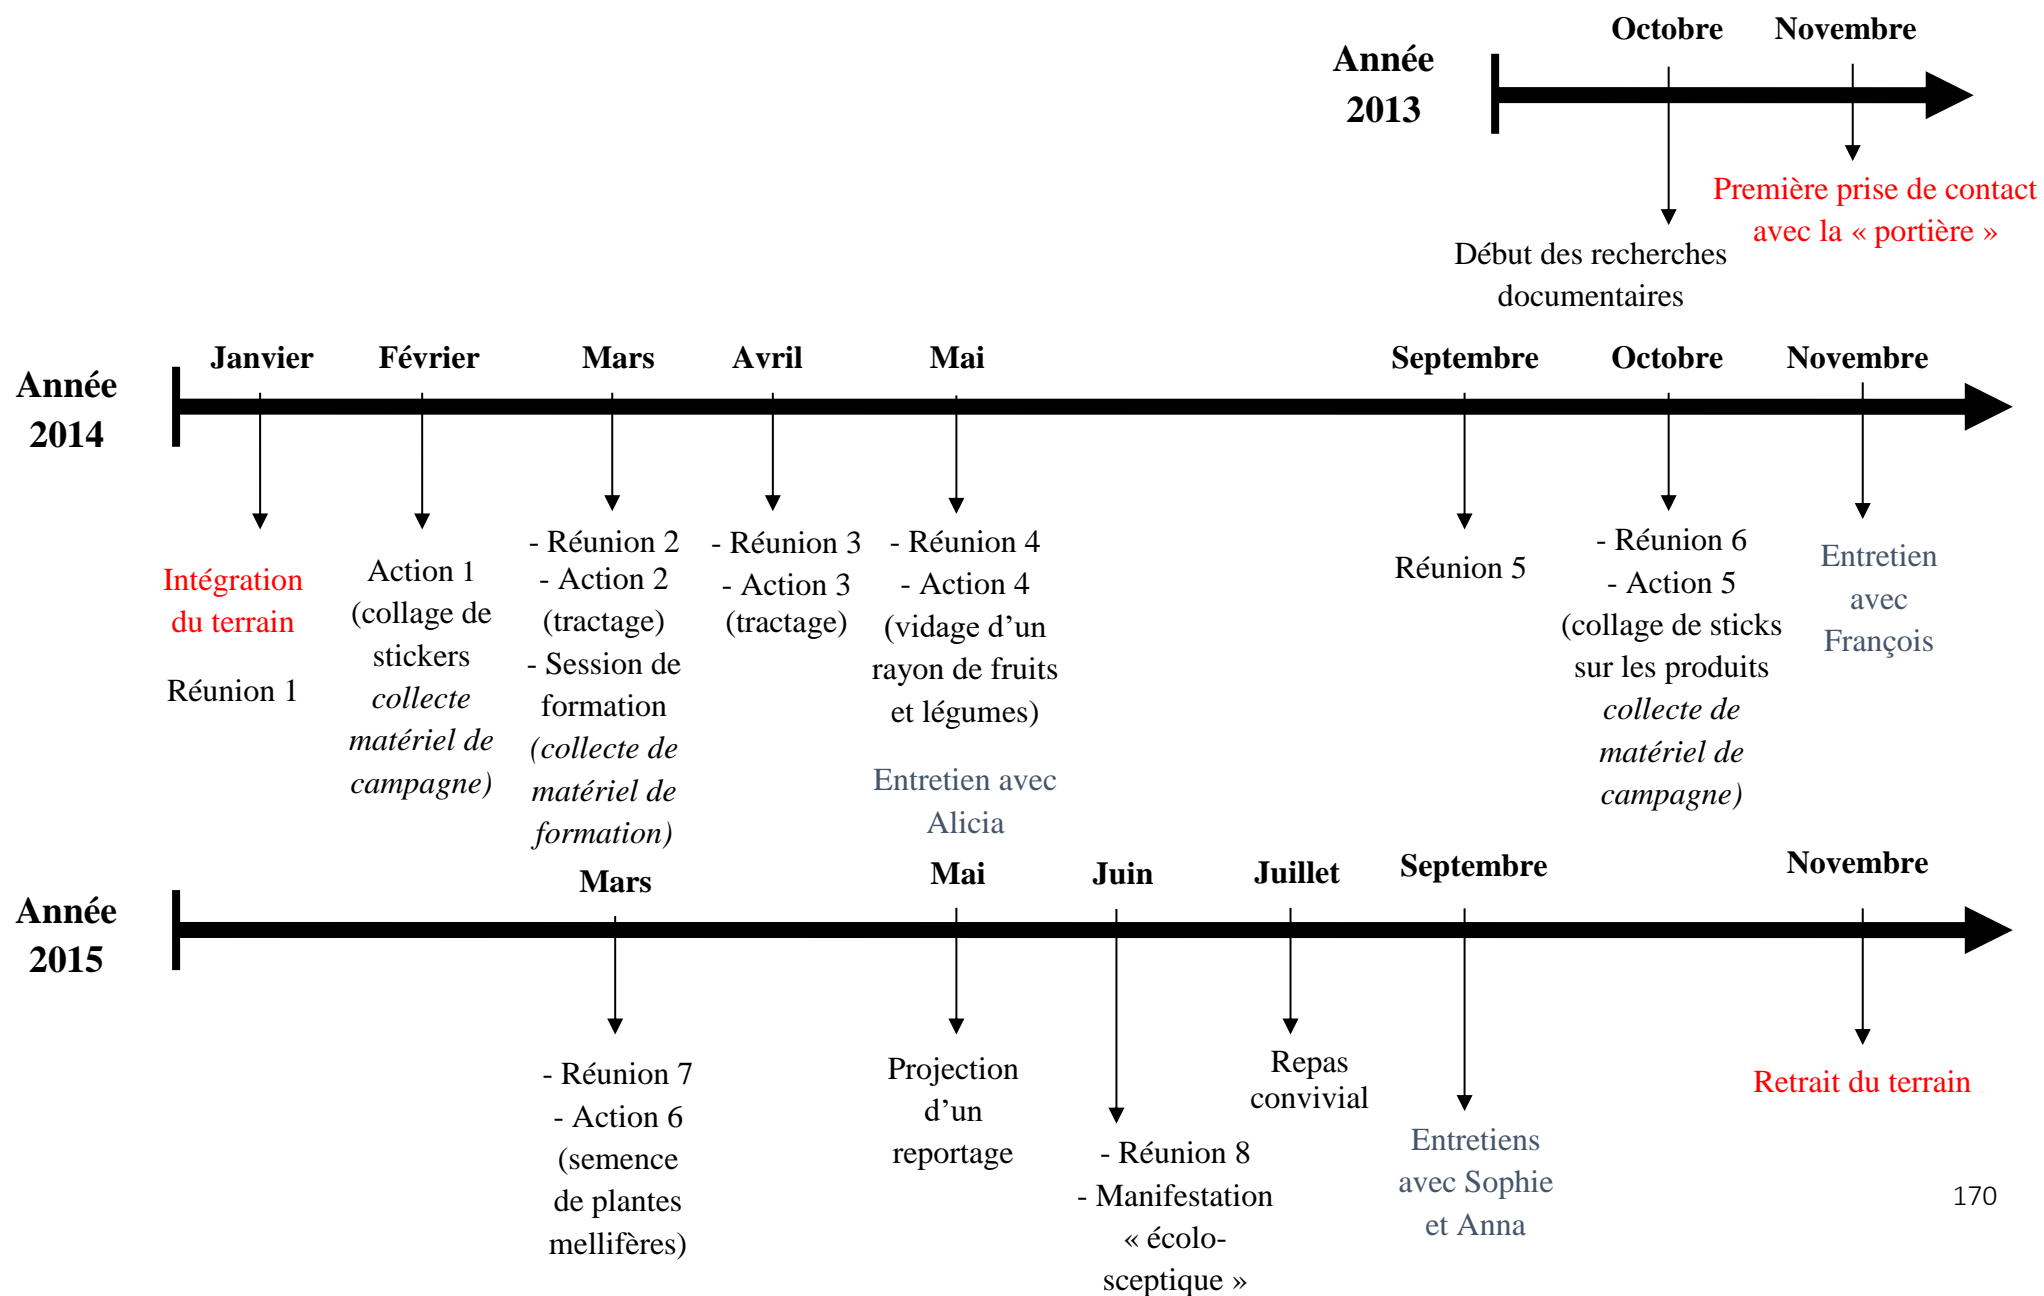 Octobre
Novembre
Année
2013
Première prise de contact
avec la « portière »
Début des recherches
documentaires
Janvier
Février
Mars
Avril
Mai
Septembre
Octobre
Novembre
Année
2014
Intégration
du terrain
Réunion 1
Action 1
(collage de
stickers
collecte
matériel de
campagne)
- Réunion 2
- Action 2
(tractage)
- Session de
formation
(collecte de
matériel de
formation)
- Réunion 3
- Action 3
(tractage)
- Réunion 4
- Action 4
(vidage d’un
rayon de fruits
et légumes)
Entretien avec
Alicia
Réunion 5
- Réunion 6
- Action 5
(collage de sticks
sur les produits
collecte de
matériel de
campagne)
Entretien
avec
François
Mars
Mai
Juin
Juillet
Septembre
Novembre
Année
2015
- Réunion 7
- Action 6
(semence
de plantes
mellifères)
Projection
d’un
reportage
- Réunion 8
- Manifestation
« écolo-
sceptique »
Repas
convivial
Entretiens
avec Sophie
et Anna
Retrait du terrain
170